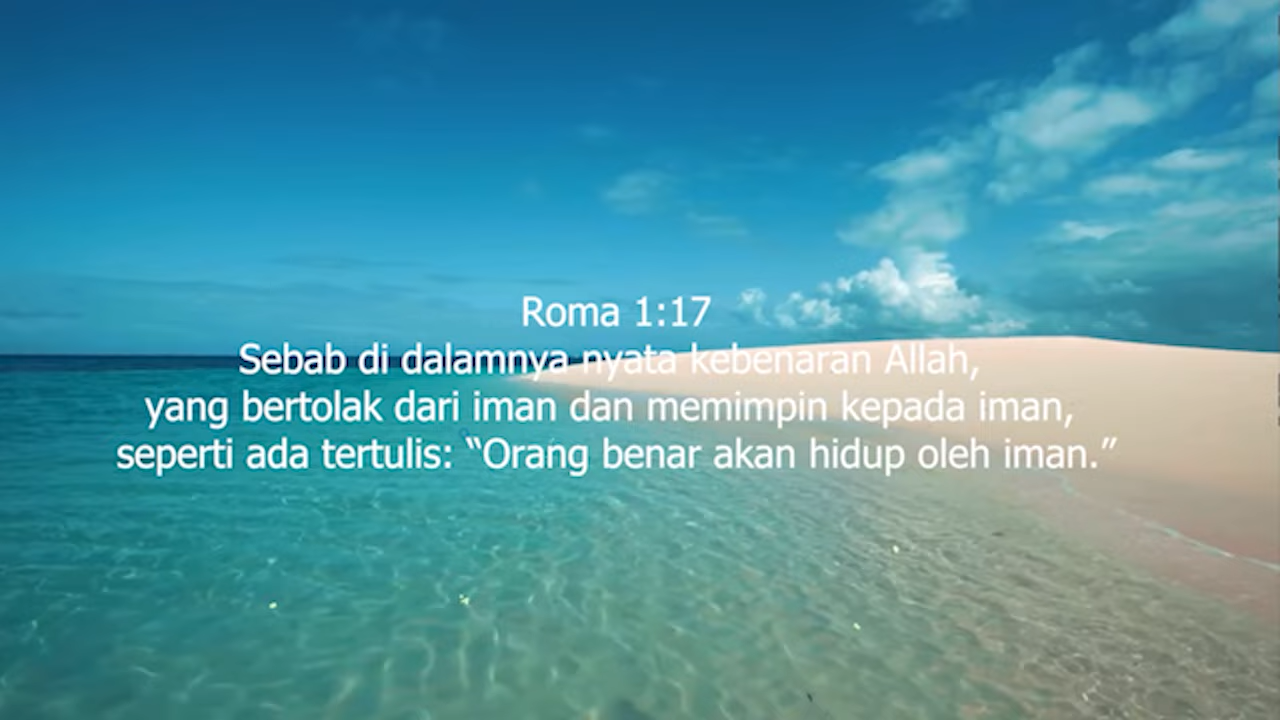 Roma 1:17
Sebab di dalamnya nyata kebenaran Allah,
yang bertolak dari iman dan memimpin kepada iman,
seperti ada tertulis: “Orang benar akan hidup oleh iman.”